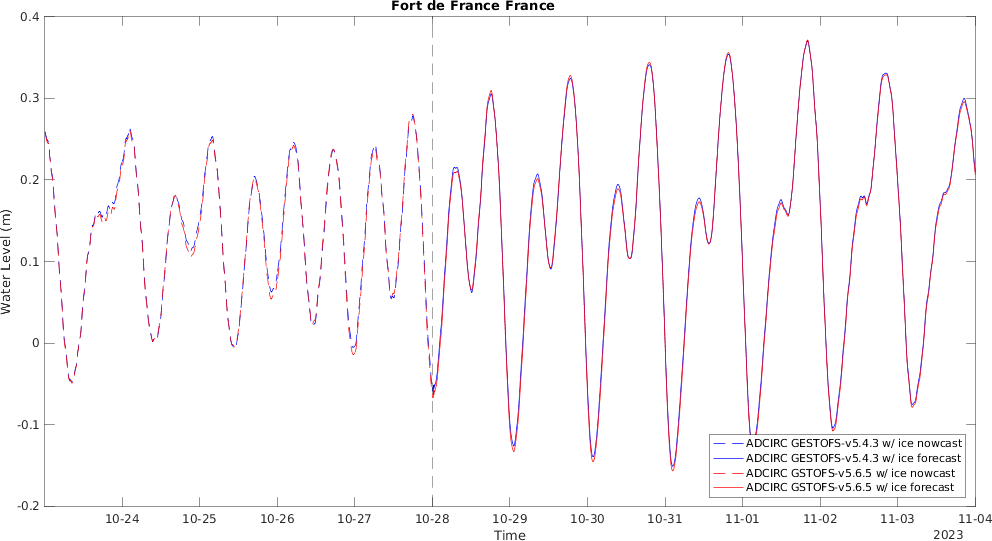 Fort de France France
0.4
0.3
0.2
0.1
0
-0.1
-0.2
Water Level (m)
ADCIRC GESTOFS-v5.4.3 w/ ice nowcast
ADCIRC GESTOFS-v5.4.3 w/ ice forecast
ADCIRC GSTOFS-v5.6.5 w/ ice nowcast
ADCIRC GSTOFS-v5.6.5 w/ ice forecast
10-24 10-25 10-26 10-27 10-28 10-29 10-30 10-31 11-01 11-02 11-03 11-04
Time
2023